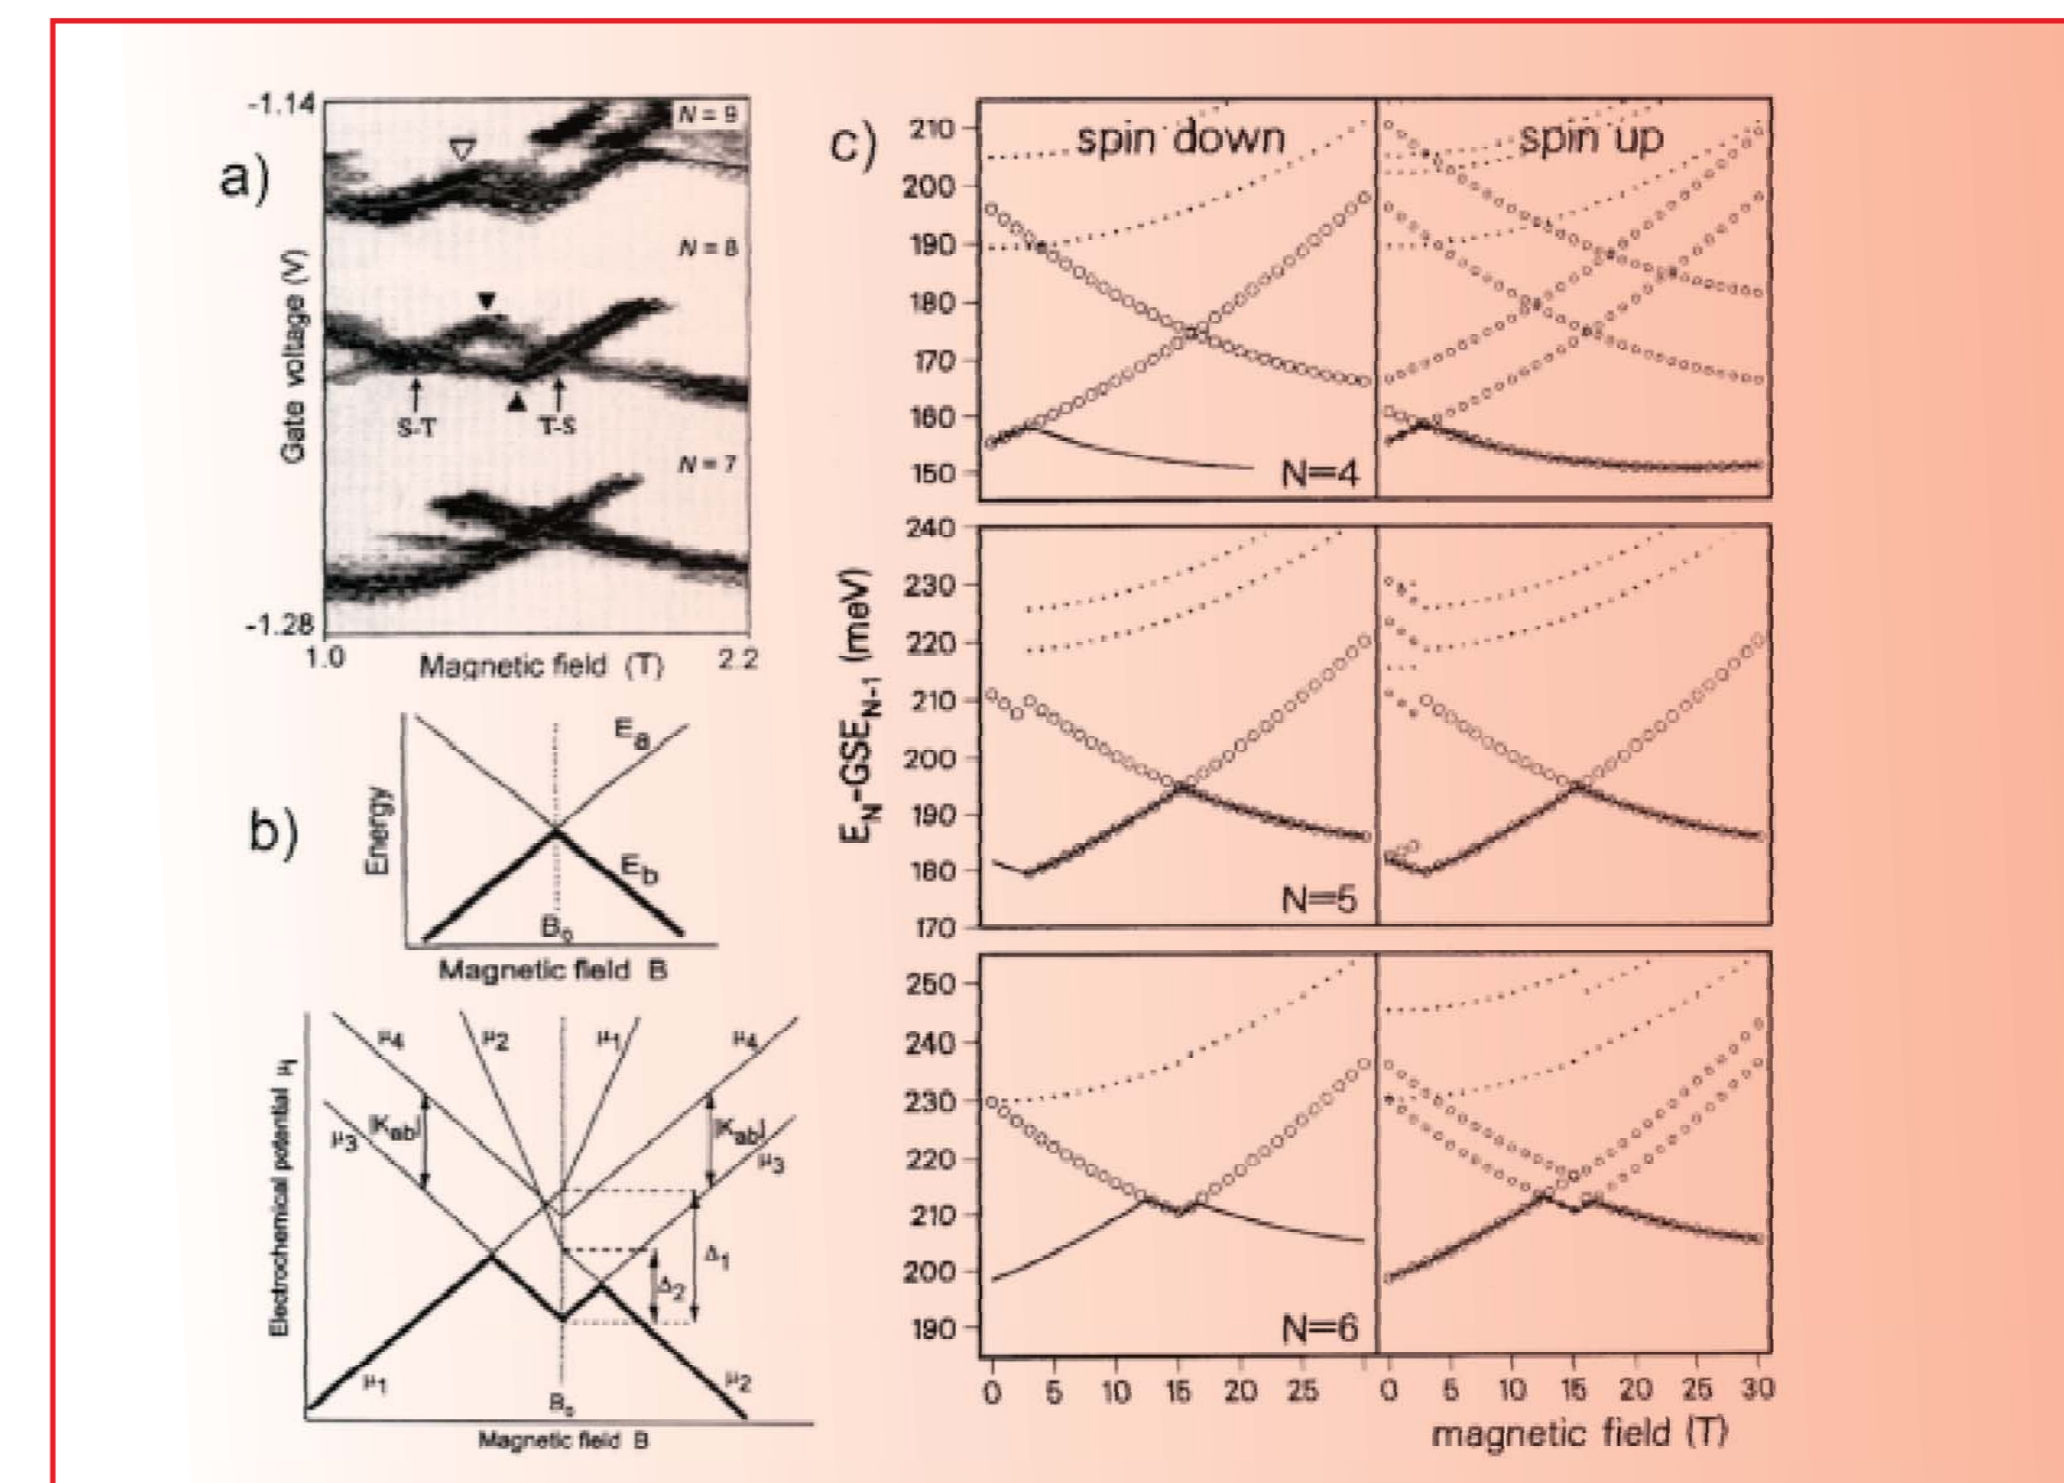 a)
-1.14
N = 9
N = 8
S-T
T-S
N = 7
-1.28
Gate voltage (V)
1.0
Magnetic field (T)
2.2
b)
Energy
Ea
Eb
B₀
Magnetic field B
Electrochemical potential μi
μ4
μ2
μ1
μ4
|Kab|
|Kab|
μ3
μ3
Δ1
Δ2
μ1
μ2
B₀
Magnetic field B
c)
spin down
spin up
210
200
190
180
170
160
150
N=4
EN-GSEN-1 (meV)
240
230
220
210
200
190
180
170
N=5
250
240
230
220
210
200
190
N=6
0 5 10 15 20 25
0 5 10 15 20 25 30
magnetic field (T)